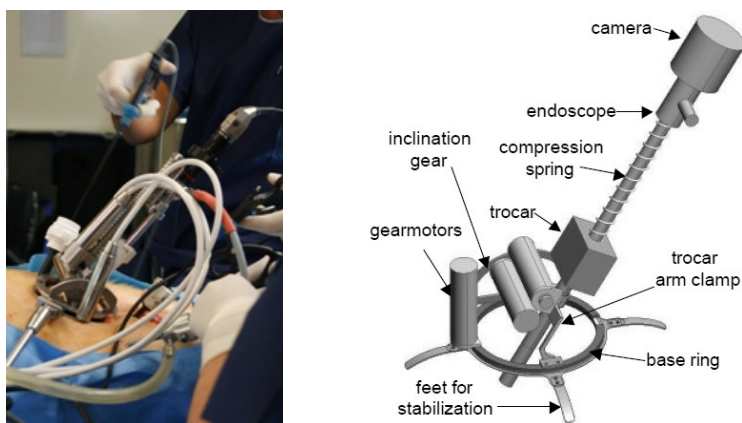 camera
endoscope
inclination
gear
compression
spring
trocar
gearmotors
trocar
arm clamp
base ring
feet for
stabilization